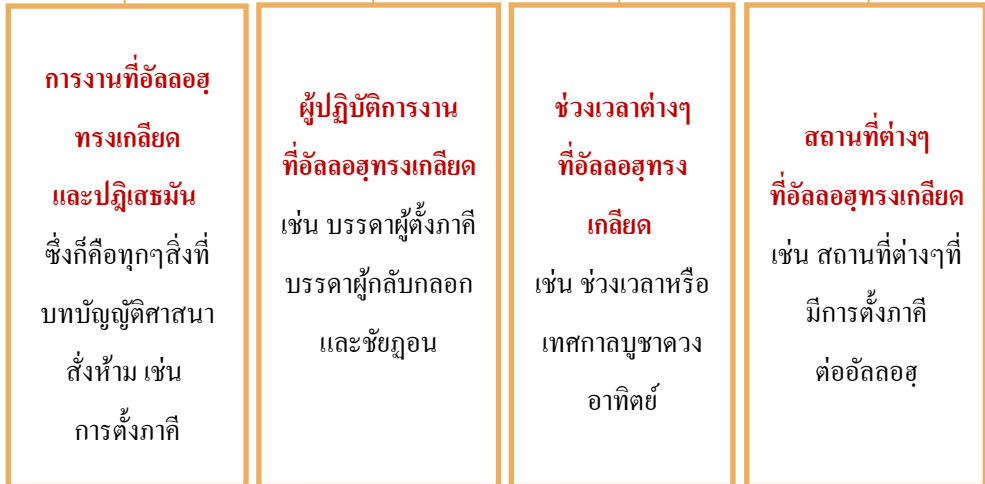 การงานที่อัลลอฮฺ
ทรงเกลียด
และปฎิเสธมัน
ซึ่งก็คือทุกๆสิ่งที่
บทบัญญัติศาสนา
สั่งห้าม เช่น
การตั้งภาคี
ผู้ปฏิบัติการงาน
ที่อัลลอฮฺทรงเกลียด
เช่น บรรดาผู้ตั้งภาคี
บรรดาผู้กลับกลอก
และชัยฏอน
ช่วงเวลาต่างๆ
ที่อัลลอฮฺทรง
เกลียด
เช่น ช่วงเวลาหรือ
เทศกาลบูชาดวง
อาทิตย์
สถานที่ต่างๆ
ที่อัลลอฮฺทรงเกลียด
เช่น สถานที่ต่างๆที่
มีการตั้งภาคี
ต่ออัลลอฮฺ